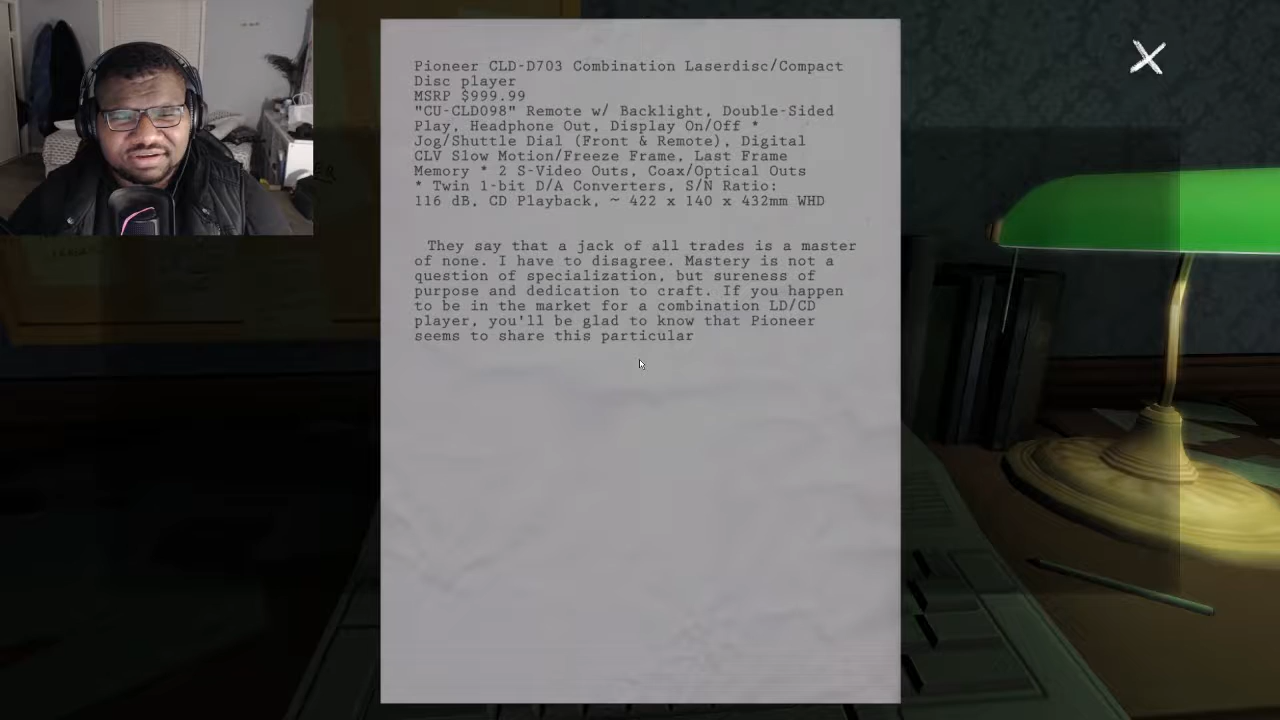 Pioneer CLD-D703 Combination Laserdisc/Compact
Disc player
MSRP $999.99
"CU-CLD098" Remote w/ Backlight, Double-Sided
Play, Headphone Out, Display On/Off *
Jog/Shuttle Dial (Front & Remote), Digital
CLV Slow Motion/Freeze Frame, Last Frame
Memory * 2 S-Video Outs, Coax/Optical Outs
* Twin 1-bit D/A Converters, S/N Ratio:
116 dB, CD Playback, ~ 422 x 140 x 432mm WHD
They say that a jack of all trades is a master
of none. I have to disagree. Mastery is not a
question of specialization, but sureness of
purpose and dedication to craft. If you happen
to be in the market for a combination LD/CD
player, you'll be glad to know that Pioneer
seems to share this particular